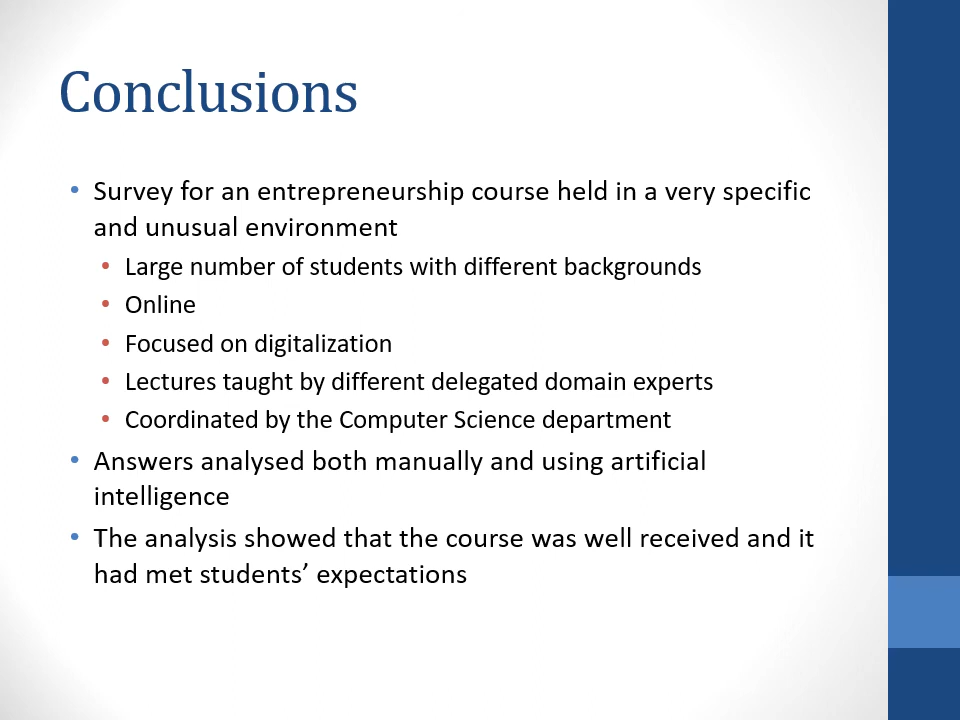 Conclusions
• Survey for an entrepreneurship course held in a very specific
and unusual environment
• Large number of students with different backgrounds
• Online
• Focused on digitalization
• Lectures taught by different delegated domain experts
• Coordinated by the Computer Science department
• Answers analysed both manually and using artificial
intelligence
• The analysis showed that the course was well received and it
had met students’ expectations